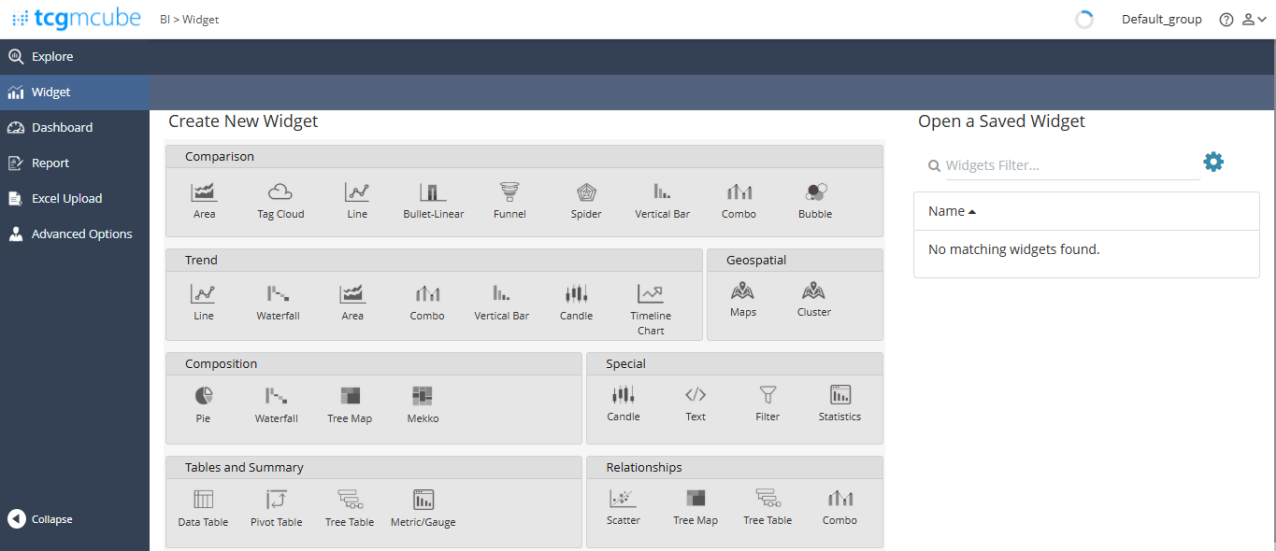 tcgmcube
BI > Widget
Default_group
Explore
Widget
Dashboard
Report
Excel Upload
Advanced Options
Collapse
Create New Widget
Comparison
Area
Tag Cloud
Line
Bullet-Linear
Funnel
Spider
Vertical Bar
Combo
Bubble
Trend
Line
Waterfall
Area
Combo
Vertical Bar
Candle
Timeline
Chart
Geospatial
Maps
Cluster
Composition
Pie
Waterfall
Tree Map
Mekko
Special
Candle
Text
Filter
Statistics
Tables and Summary
Data Table
Pivot Table
Tree Table
Metric/Gauge
Relationships
Scatter
Tree Map
Tree Table
Combo
Open a Saved Widget
Widgets Filter...
Name
No matching widgets found.